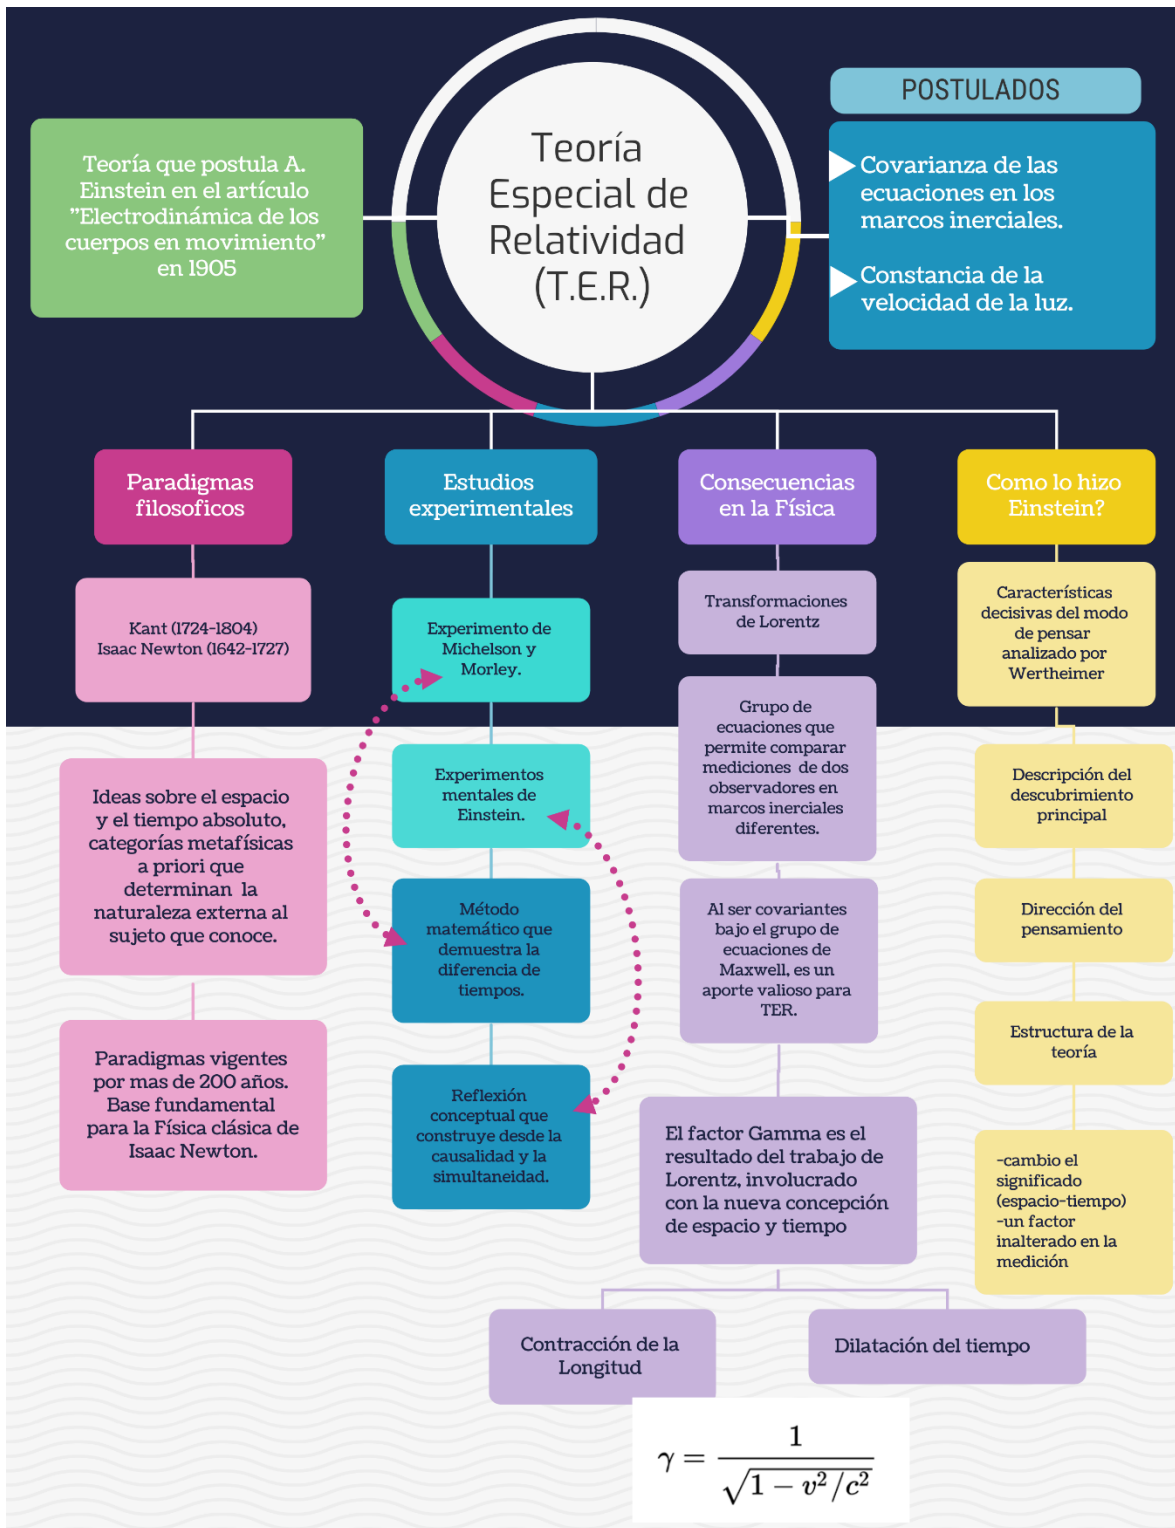 Teoría
Especial de
Relatividad
(T.E.R.)
Teoría que postula A.
Einstein en el artículo
”Electrodinámica de los
cuerpos en movimiento”
en 1905
POSTULADOS
Covarianza de las
ecuaciones en los
marcos inerciales.
Constancia de la
velocidad de la luz.
Paradigmas
filosoficos
Kant (1724-1804)
Isaac Newton (1642-1727)
Ideas sobre el espacio
y el tiempo absoluto,
categorías metafísicas
a priori que
determinan la
naturaleza externa al
sujeto que conoce.
Paradigmas vigentes
por mas de 200 años.
Base fundamental
para la Física clásica de
Isaac Newton.
Estudios
experimentales
Experimento de
Michelson y
Morley.
Experimentos
mentales de
Einstein.
Método
matemático que
demuestra la
diferencia de
tiempos.
Reflexión
conceptual que
construye desde la
causalidad y la
simultaneidad.
Consecuencias
en la Física
Transformaciones
de Lorentz
Grupo de
ecuaciones que
permite comparar
mediciones de dos
observadores en
marcos inerciales
diferentes.
Al ser covariantes
bajo el grupo de
ecuaciones de
Maxwell, es un
aporte valioso para
TER.
El factor Gamma es el
resultado del trabajo de
Lorentz, involucrado
con la nueva concepción
de espacio y tiempo
Contracción de la
Longitud
Dilatación del tiempo
γ = 1 / √(1 − v²/c²)
Como lo hizo
Einstein?
Características
decisivas del modo
de pensar
analizado por
Wertheimer
Descripción del
descubrimiento
principal
Dirección del
pensamiento
Estructura de la
teoría
-cambio el
significado
(espacio-tiempo)
-un factor
inalterado en la
medición